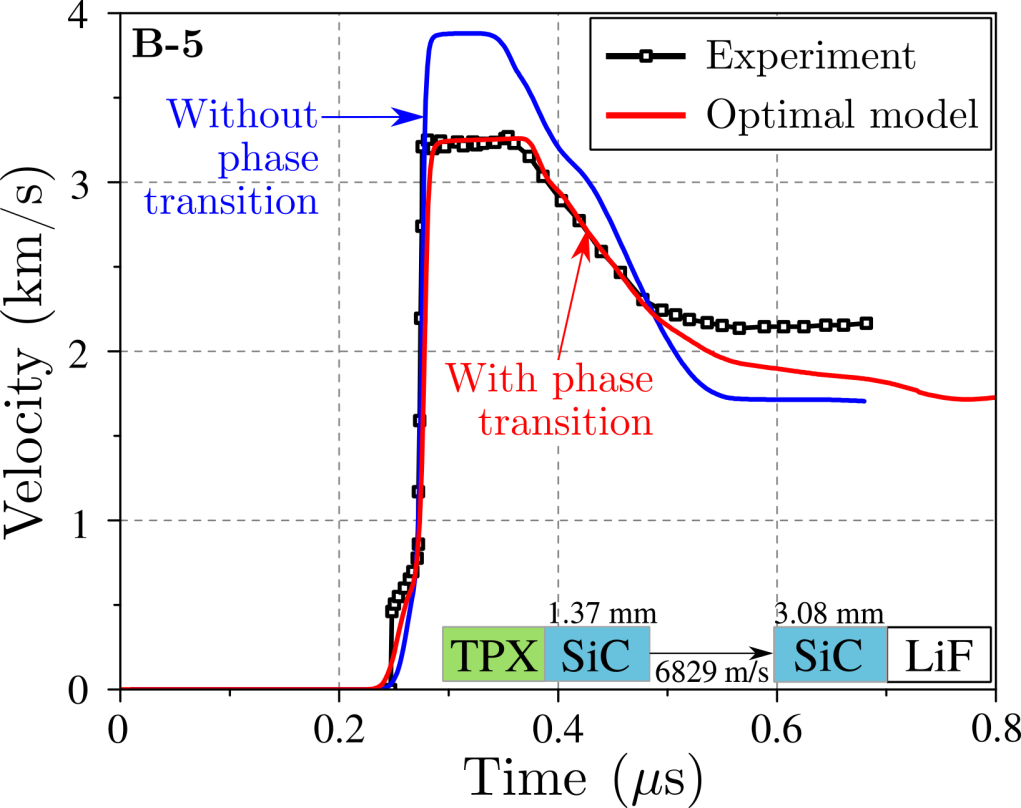 B-5
Experiment
Optimal model
Without
phase
transition
With phase
transition
Velocity (km/s)
4
3
2
1
0
1.37 mm
3.08 mm
TPX
SiC
6829 m/s
SiC
LiF
0
0.2
0.4
0.6
0.8
Time (μs)